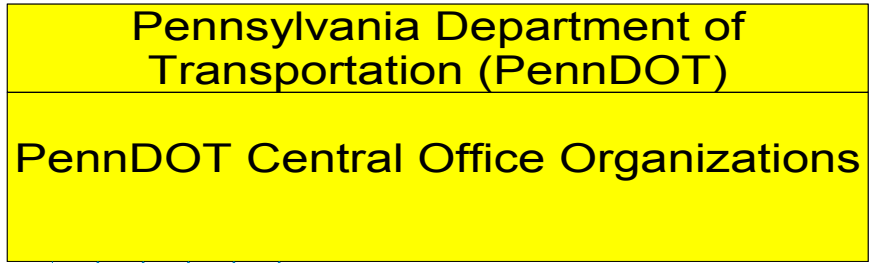 Pennsylvania Department of
Transportation (PennDOT)
PennDOT Central Office Organizations